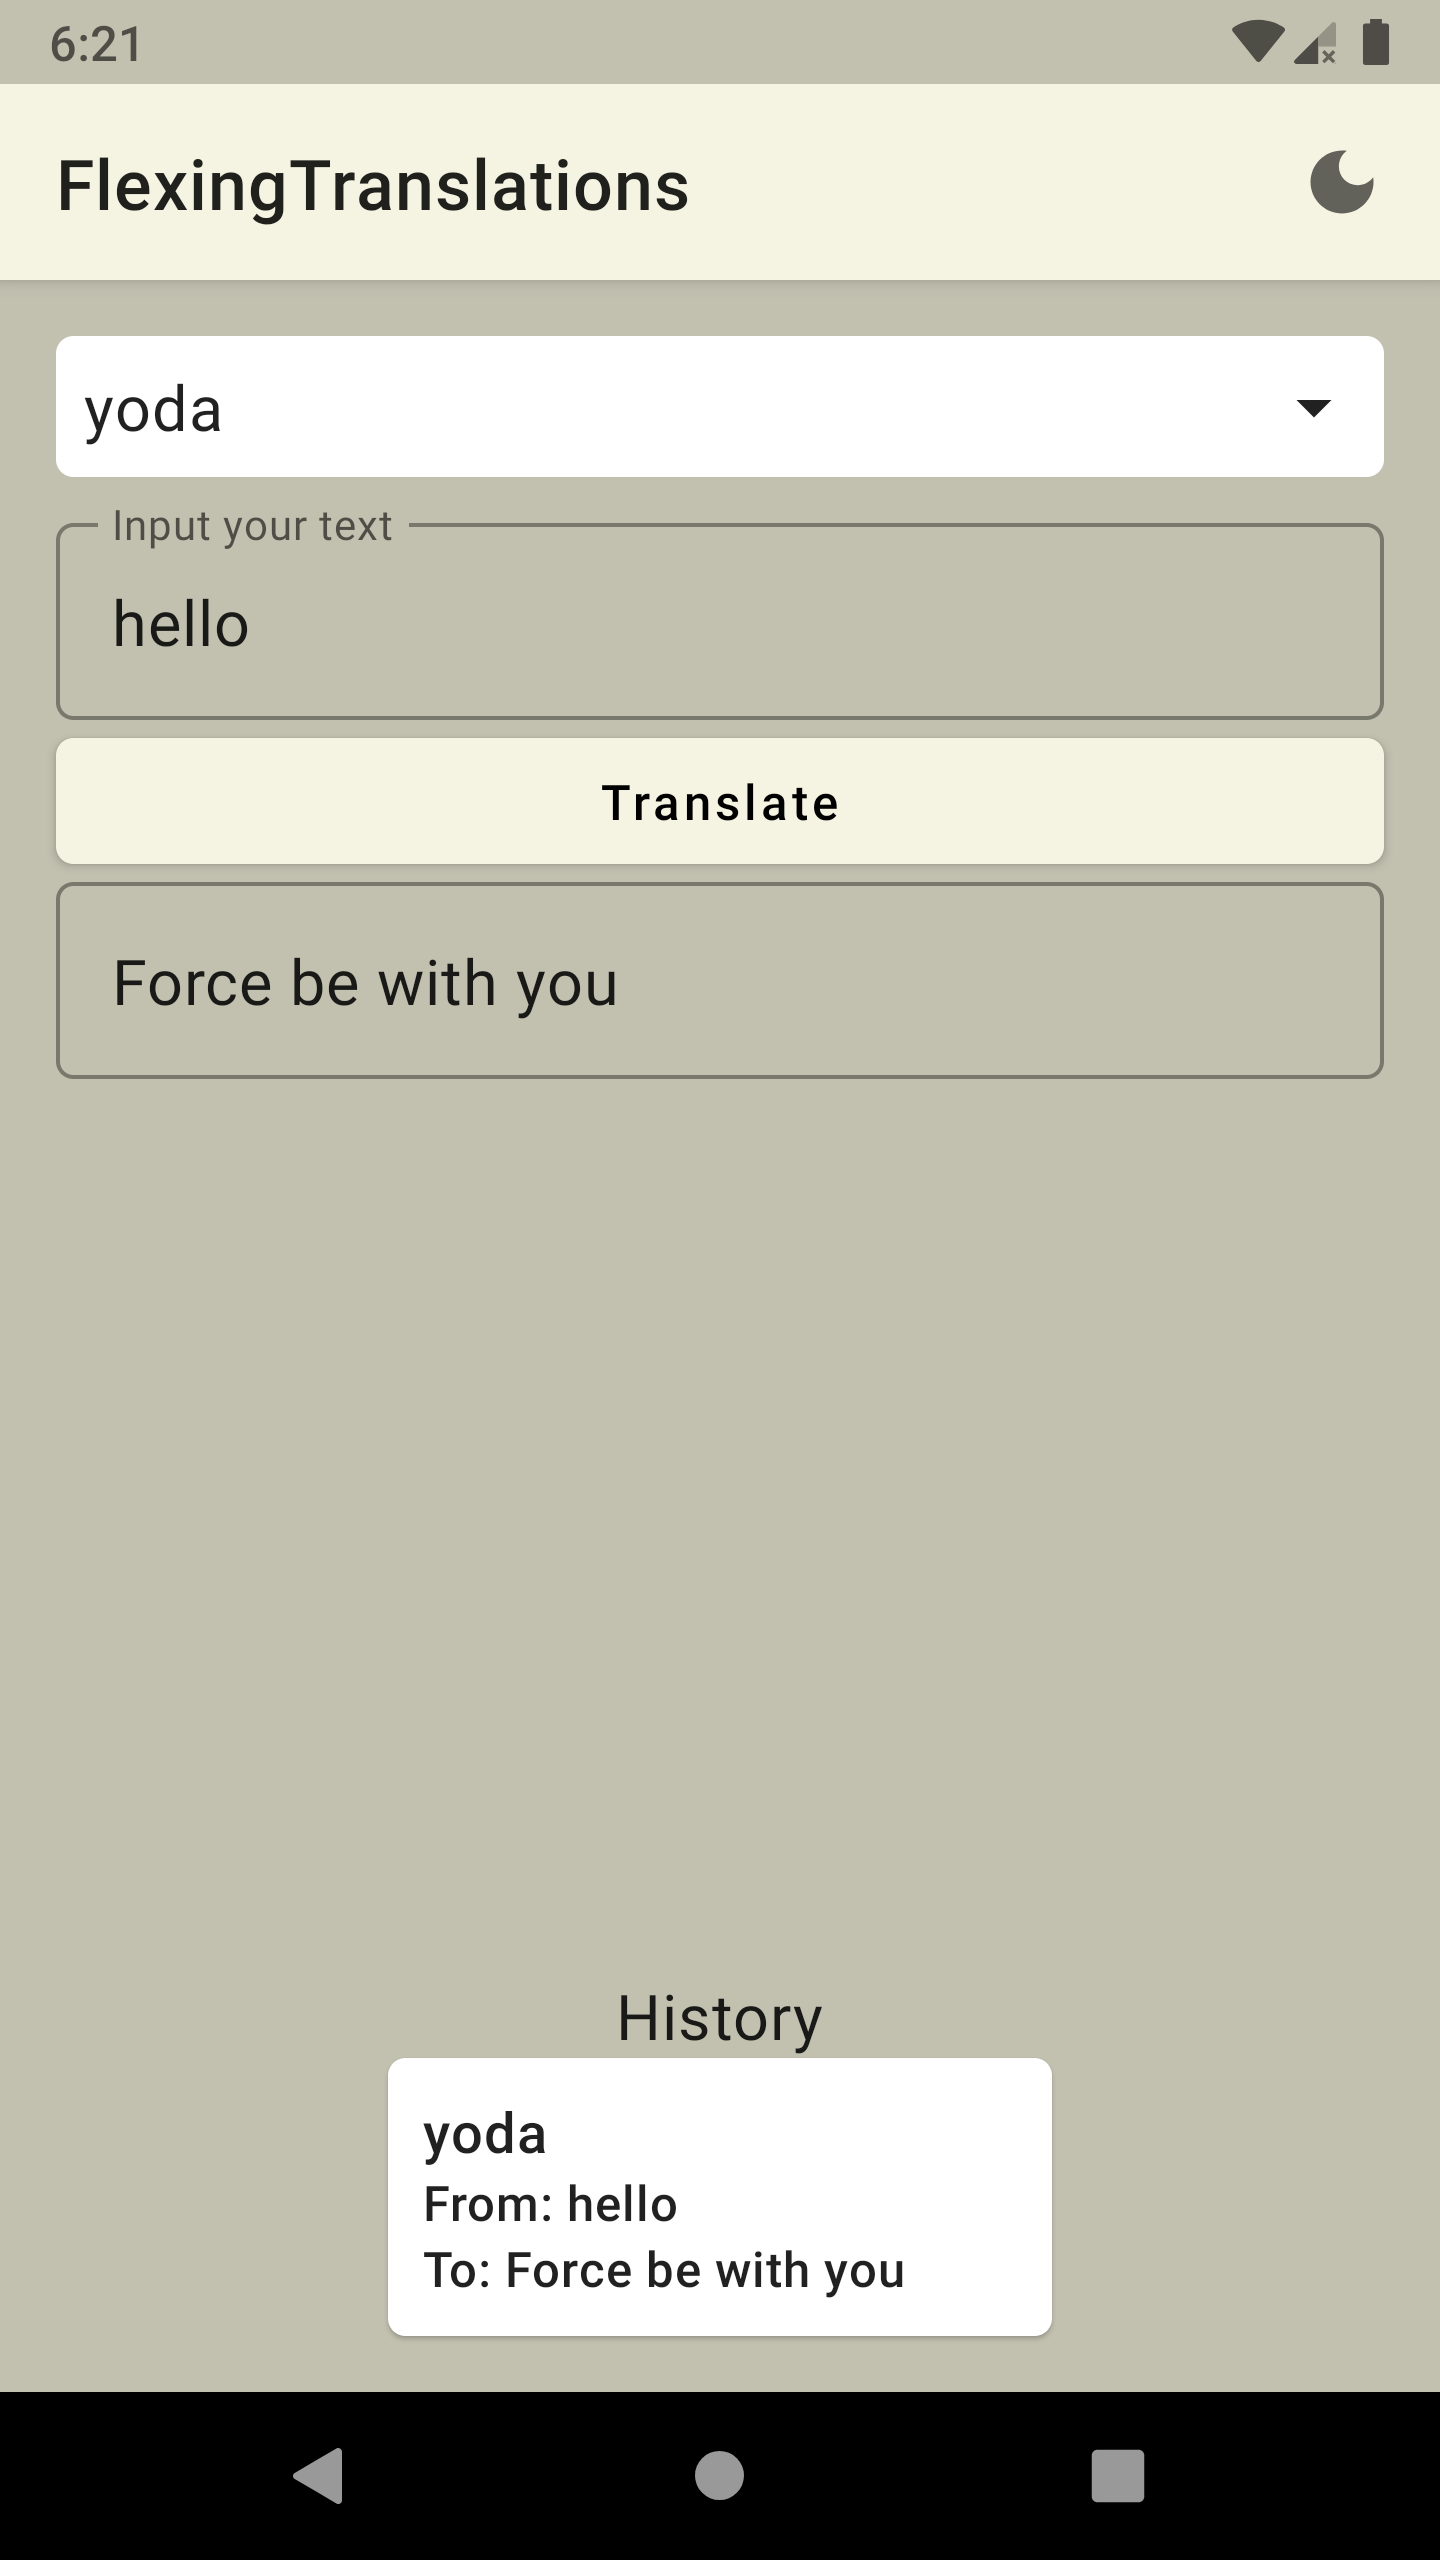 6:21
FlexingTranslations
yoda
Input your text
hello
Translate
Force be with you
History
yoda
From: hello
To: Force be with you